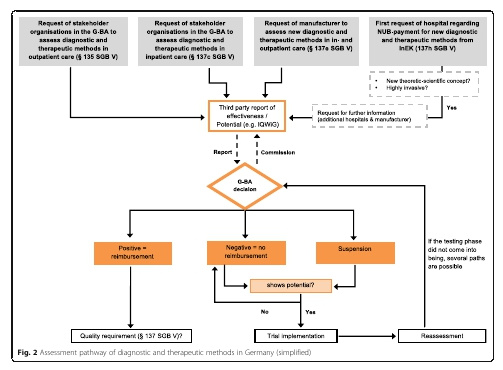 Request of stakeholder
organisations in the G-BA to
assess diagnostic and
therapeutic methods in
outpatient care (§ 135 SGB V)
Request of stakeholder
organisations in the G-BA to
assess diagnostic and
therapeutic methods in
inpatient care (§ 137c SGB V)
Request of manufacturer to
assess new diagnostic and
therapeutic methods in in- and
outpatient care (§ 137e SGB V)
First request of hospital regarding
NUB-payment for new diagnostic
and therapeutic methods from
InEK (137h SGB V)
• New theoretic-scientific concept?
• Highly invasive?
Yes
Third party report of
effectiveness /
Potential (e.g. IQWiG)
Request for further information
(additional hospitals & manufacturer)
Report
Commission
G-BA
decision
Positive =
reimbursement
Negative = no
reimbursement
Suspension
If the testing phase
did not come into
being, several paths
are possible
shows potential?
No
Yes
Quality requirement (§ 137 SGB V)?
Trial implementation
Reassessment
Fig. 2 Assessment pathway of diagnostic and therapeutic methods in Germany (simplified)